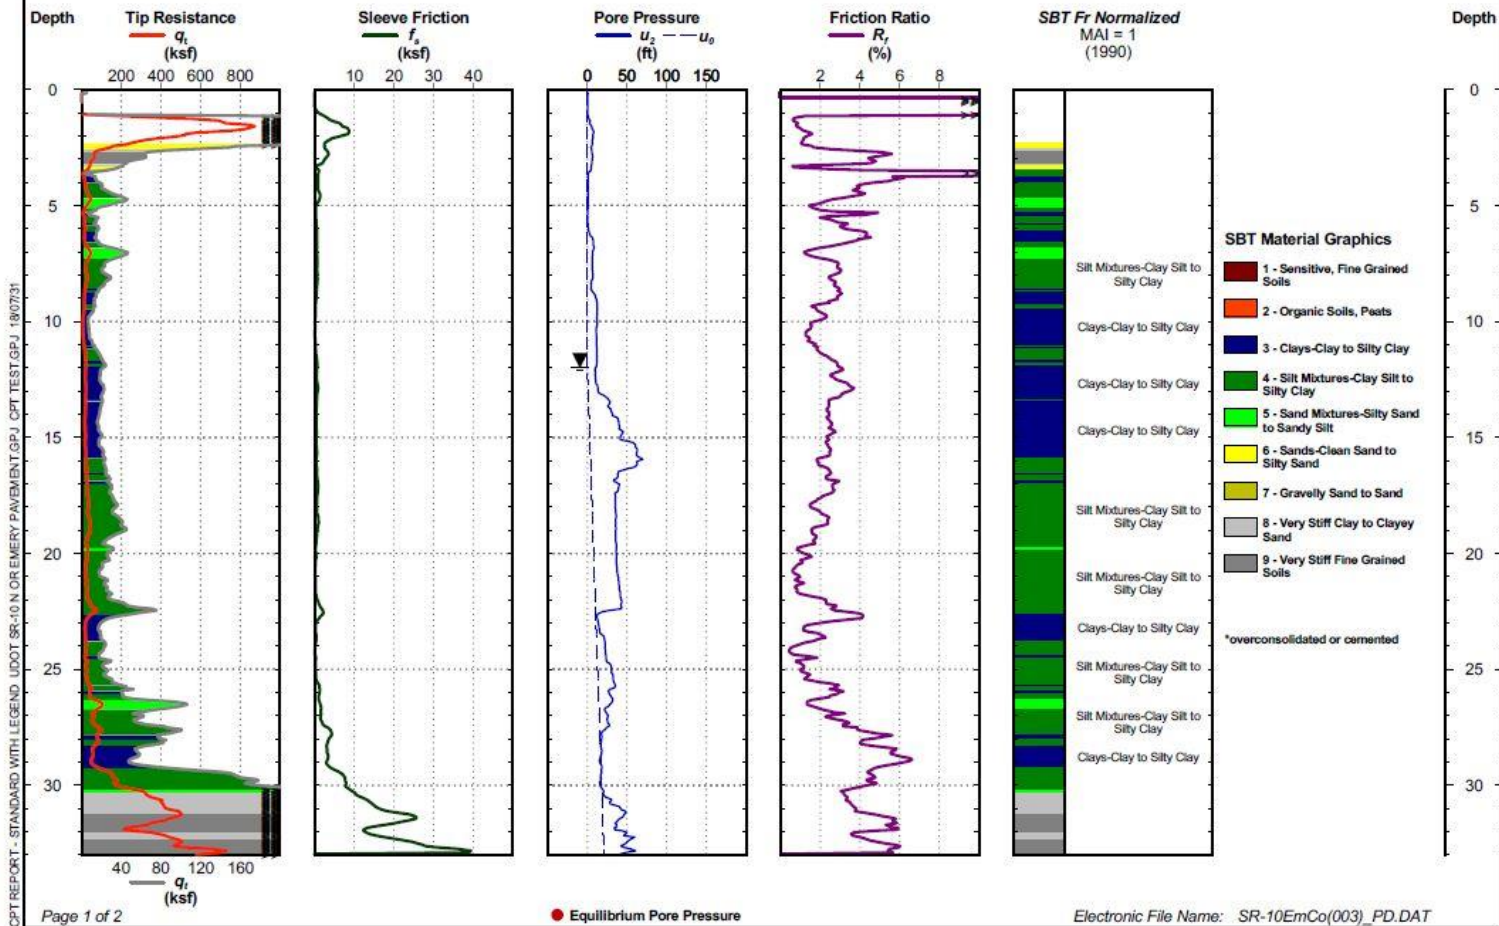 Depth
Tip Resistance
qt
(ksf)
200 400 600 800
Sleeve Friction
fs
(ksf)
10 20 30 40
Pore Pressure
u2 u0
(ft)
0 50 100 150
Friction Ratio
Rf
(%)
2 4 6 8
SBT Fr Normalized
MAI = 1
(1990)
Depth
0
5
10
15
20
25
30
Silt Mixtures-Clay Silt to
Silty Clay
Clays-Clay to Silty Clay
Clays-Clay to Silty Clay
Clays-Clay to Silty Clay
Silt Mixtures-Clay Silt to
Silty Clay
Silt Mixtures-Clay Silt to
Silty Clay
Clays-Clay to Silty Clay
Silt Mixtures-Clay Silt to
Silty Clay
Silt Mixtures-Clay Silt to
Silty Clay
Clays-Clay to Silty Clay
SBT Material Graphics
1 - Sensitive, Fine Grained
Soils
2 - Organic Soils, Peats
3 - Clays-Clay to Silty Clay
4 - Silt Mixtures-Clay Silt to
Silty Clay
5 - Sand Mixtures-Silty Sand
to Sandy Silt
6 - Sands-Clean Sand to
Silty Sand
7 - Gravelly Sand to Sand
8 - Very Stiff Clay to Clayey
Sand
9 - Very Stiff Fine Grained
Soils
*overconsolidated or cemented
0
5
10
15
20
25
30
40 80 120 160
qt
(ksf)
CPT REPORT - STANDARD WITH LEGEND UDOT SR-10 N OR EMERY PAVEMENT.GPJ CPT TEST.GPJ 18/07/31
Page 1 of 2
Equilibrium Pore Pressure
Electronic File Name: SR-10EmCo(003)_PD.DAT